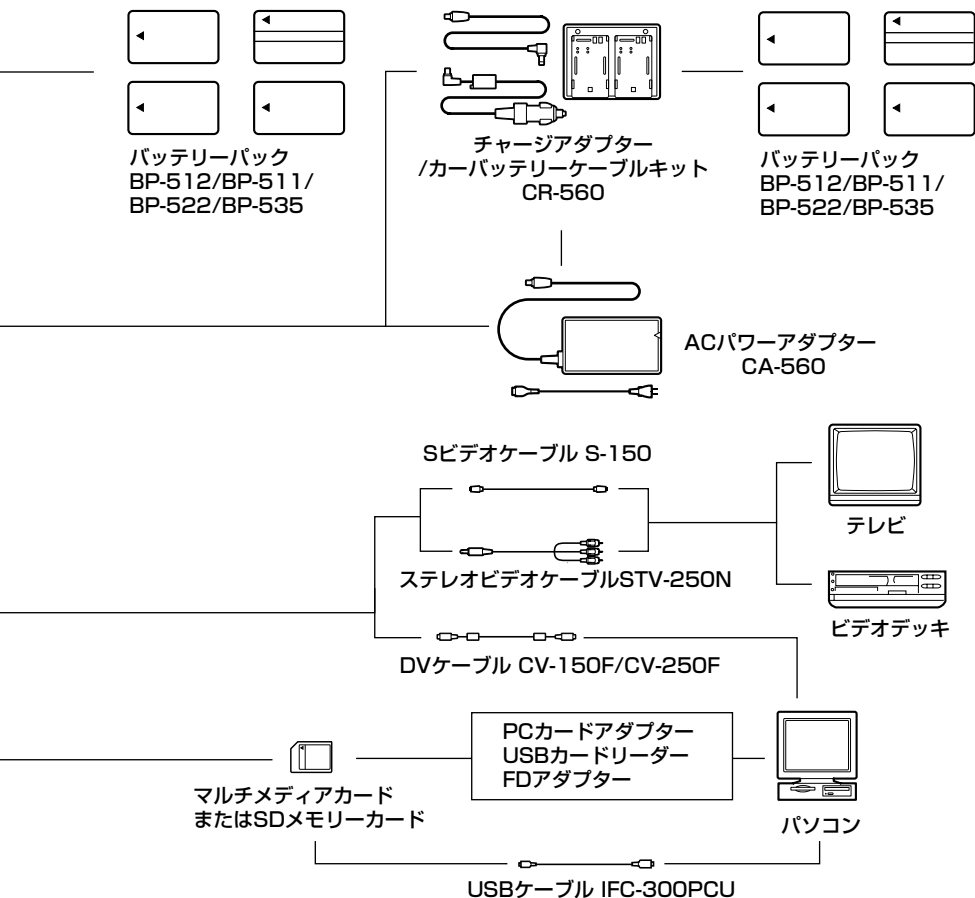 バッテリーパック
BP-512/BP-511/
BP-522/BP-535
チャージアダプター
/カーバッテリーケーブルキット
CR-560
バッテリーパック
BP-512/BP-511/
BP-522/BP-535
ACパワーアダプター
CA-560
Sビデオケーブル S-150
ステレオビデオケーブルSTV-250N
テレビ
ビデオデッキ
DVケーブル CV-150F/CV-250F
PCカードアダプター
USBカードリーダー
FDアダプター
マルチメディアカード
またはSDメモリーカード
パソコン
USBケーブル IFC-300PCU